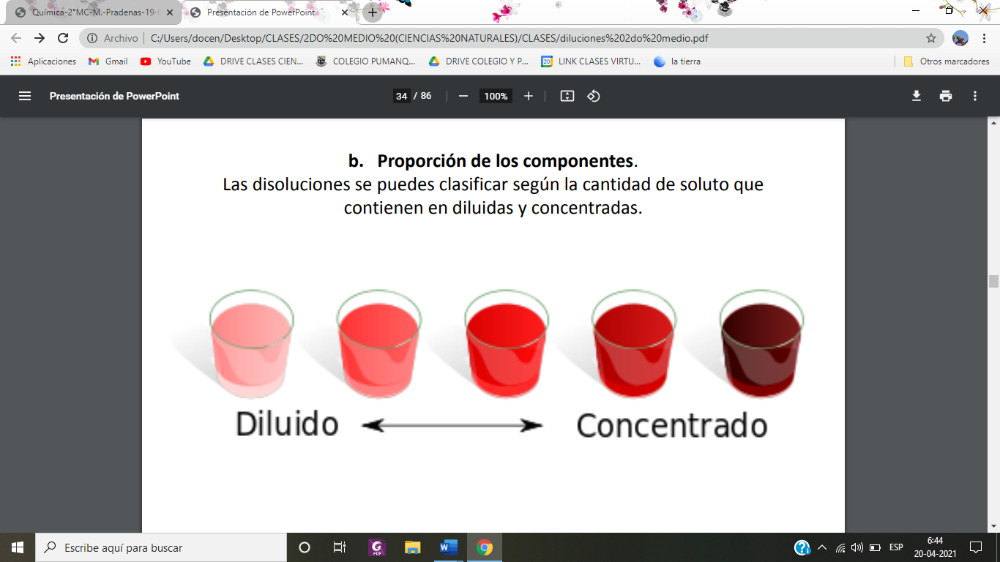 Química-2°MC-M.-Pradenas-19-
Presentación de PowerPoint
Archivo | C:/Users/docen/Desktop/CLASES/2DO%20MEDIO%20(CIENCIAS%20NATURALES)/CLASES/diluciones%202do%20medio.pdf
Aplicaciones Gmail YouTube DRIVE CLASES CIEN... COLEGIO PUMANQ... DRIVE COLEGIO Y P... 20 LINK CLASES VIRTU... la tierra Otros marcadores
Presentación de PowerPoint 34 / 86 100%
b. Proporción de los componentes.
Las disoluciones se puedes clasificar según la cantidad de soluto que
contienen en diluidas y concentradas.
Diluido Concentrado
Escribe aquí para buscar
PDF
ESP
6:44
20-04-2021